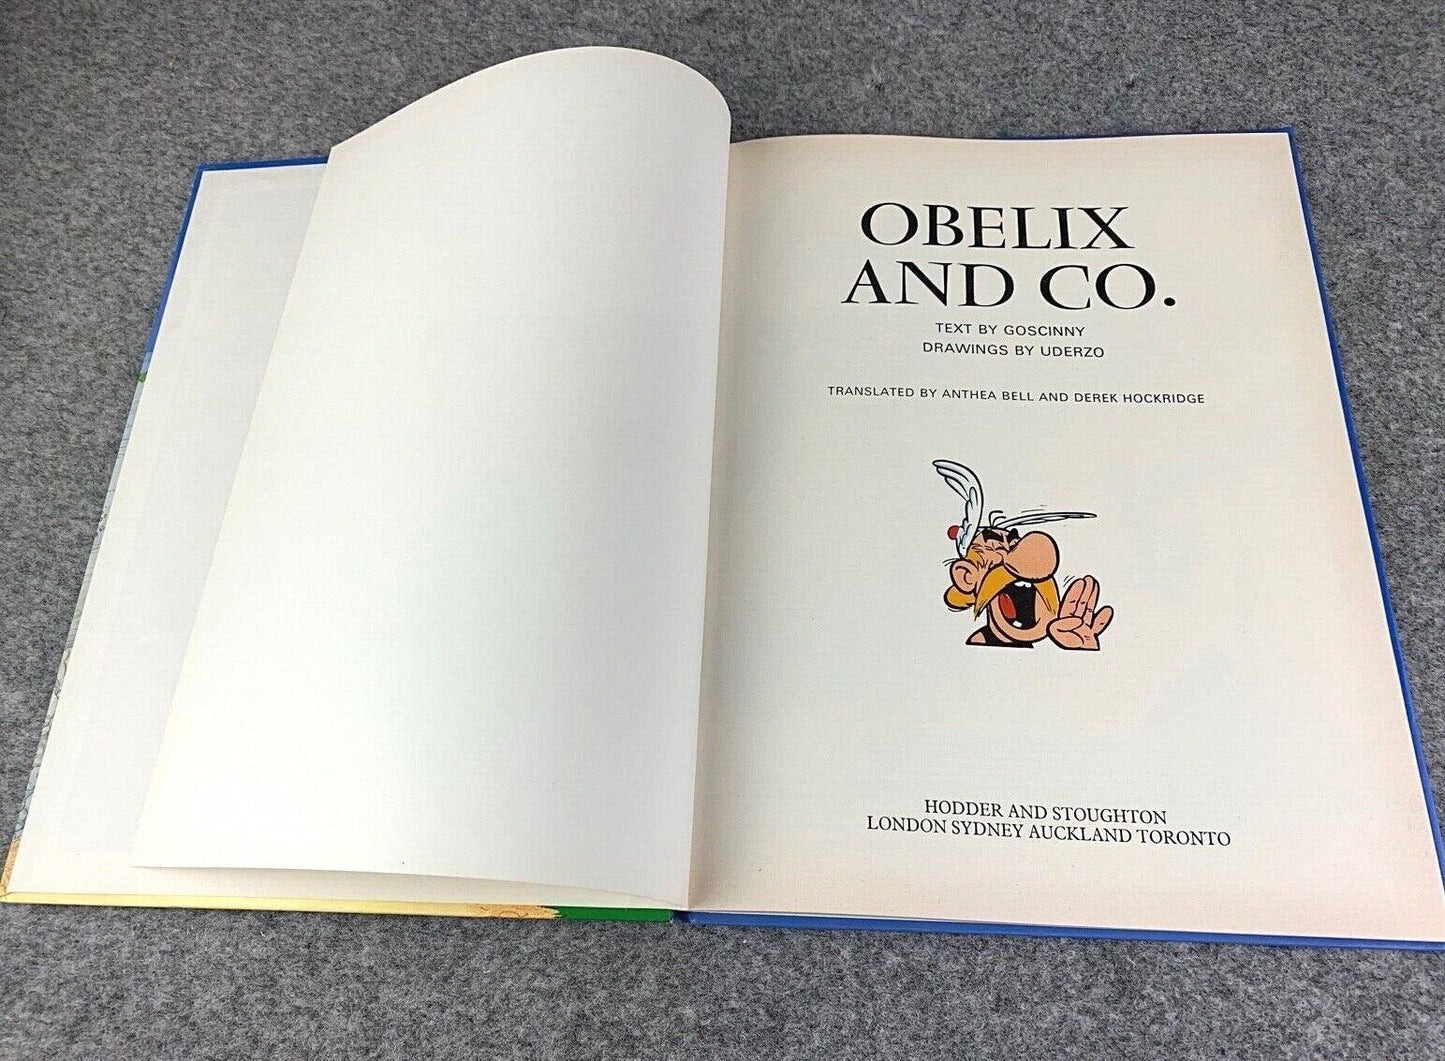 OBELIX
AND CO.
TEXT BY GOSCINNY
DRAWINGS BY UDERZO
TRANSLATED BY ANTHEA BELL AND DEREK HOCKRIDGE
HODDER AND STOUGHTON
LONDON SYDNEY AUCKLAND TORONTO